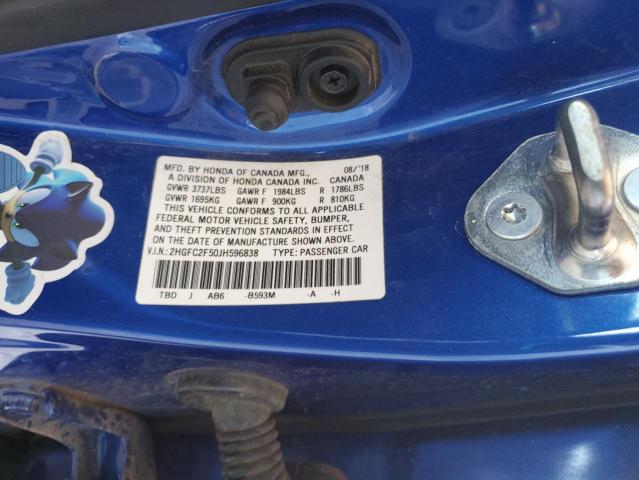 MFD. BY HONDA OF CANADA MFG., 08/'18
A DIVISION OF HONDA CANADA INC. CANADA
GVWR 3737LBS GAWR F 1984LBS R 1786LBS
GVWR 1695KG GAWR F 900KG R 810KG
THIS VEHICLE CONFORMS TO ALL APPLICABLE
FEDERAL MOTOR VEHICLE SAFETY, BUMPER,
AND THEFT PREVENTION STANDARDS IN EFFECT
ON THE DATE OF MANUFACTURE SHOWN ABOVE.
V.I.N.: 2HGFC2F50JH596838 TYPE: PASSENGER CAR
TBD J AB6 -B593M -A -H